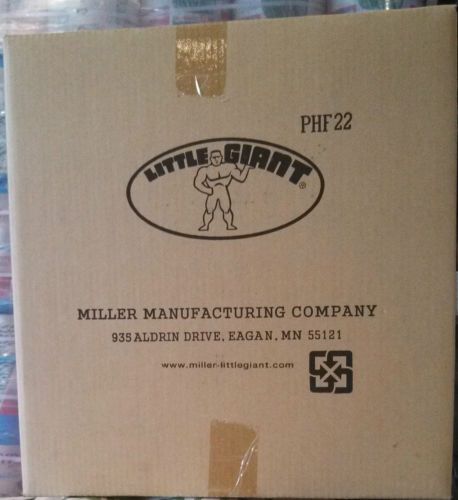 PHF22
LITTLE GIANT®
MILLER MANUFACTURING COMPANY
935 ALDRIN DRIVE, EAGAN, MN 55121
www.miller-littlegiant.com